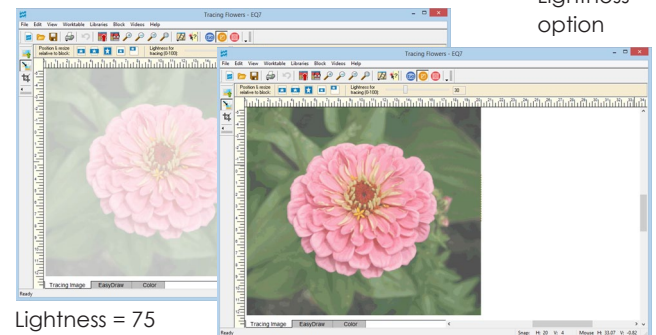 Lightness
option
Tracing Flowers - EQ7
File Edit View Worktable Libraries Block Videos Help
Position & resize
relative to block:
Lightness for
tracing (0-100)
Tracing Image EasyDraw Color
Ready
Tracing Flowers - EQ7
File Edit View Worktable Libraries Block Videos Help
Position & resize
relative to block:
Lightness for
tracing (0-100)
30
Tracing Image EasyDraw Color
Ready
Snap H: 20 V: 4 Mouse H: 33.07 V: -0.82
Lightness = 75